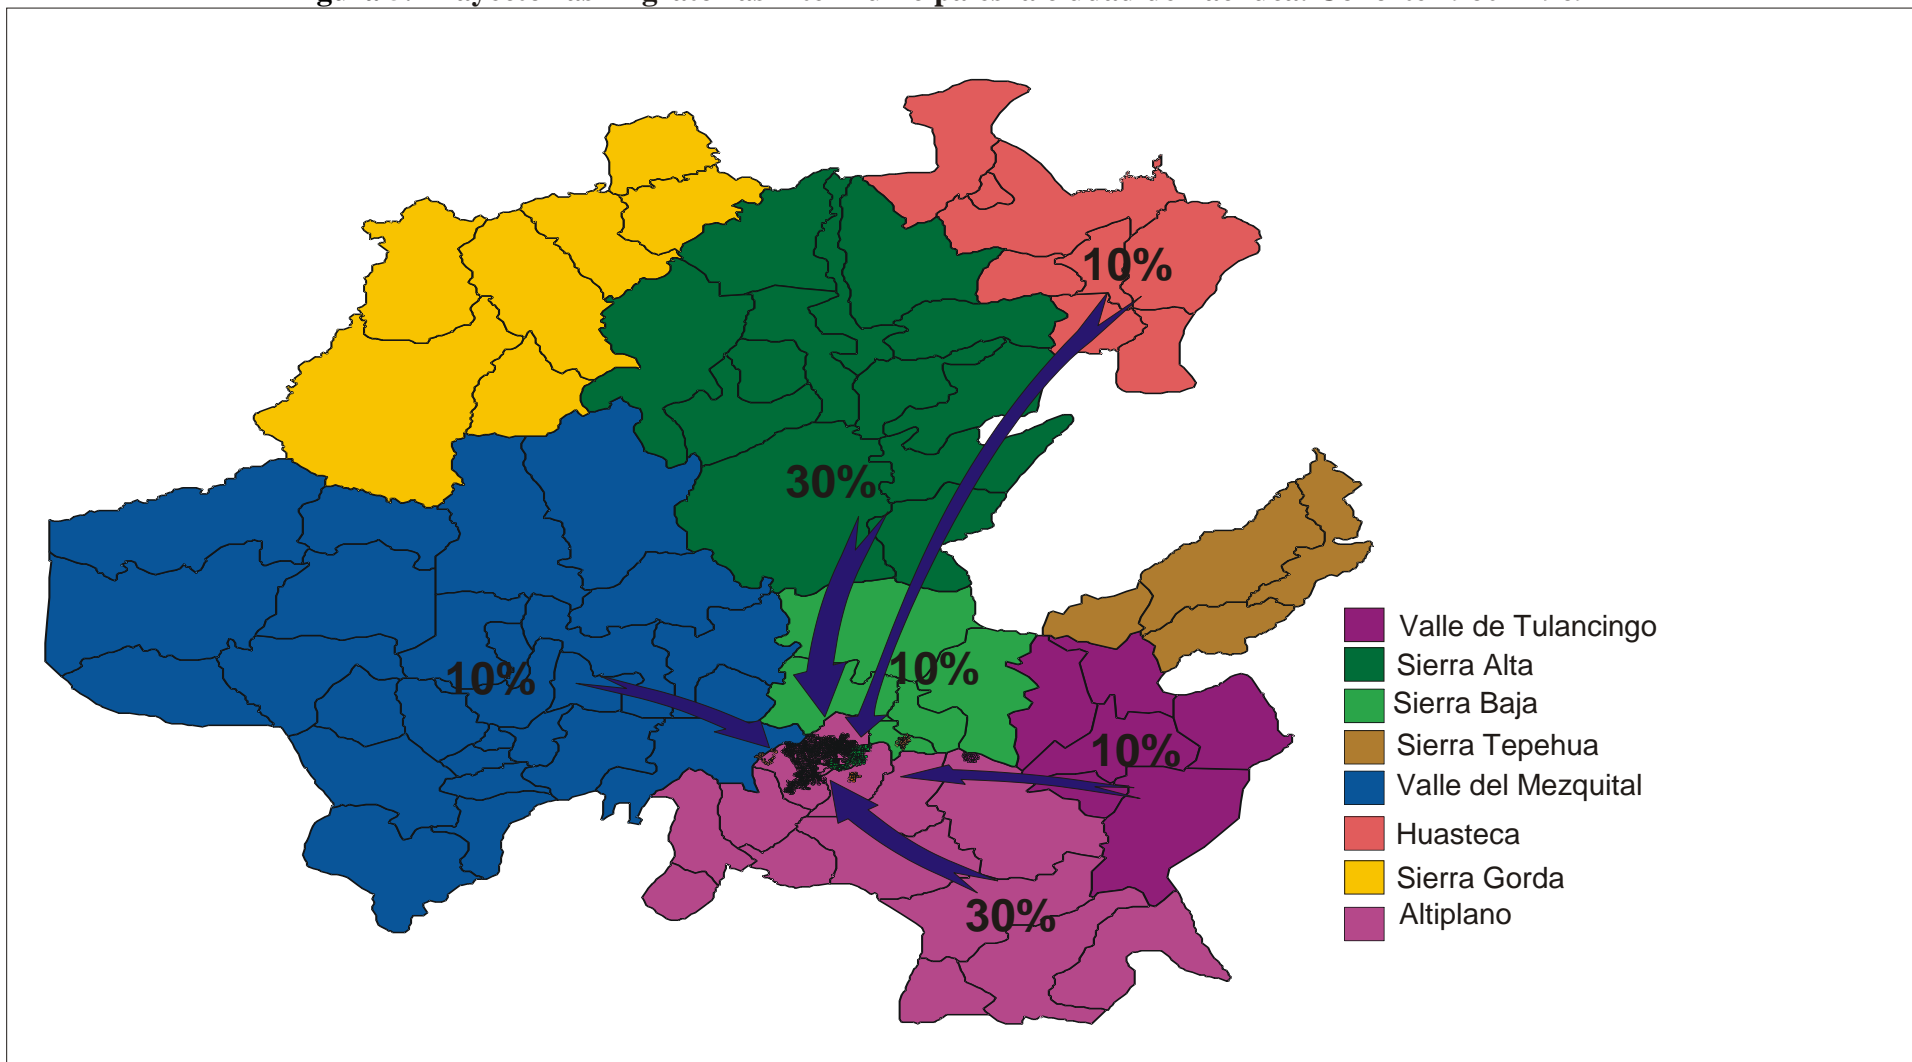 10%
30%
10%
10%
10%
30%
Valle de Tulancingo
Sierra Alta
Sierra Baja
Sierra Tepehua
Valle del Mezquital
Huasteca
Sierra Gorda
Altiplano